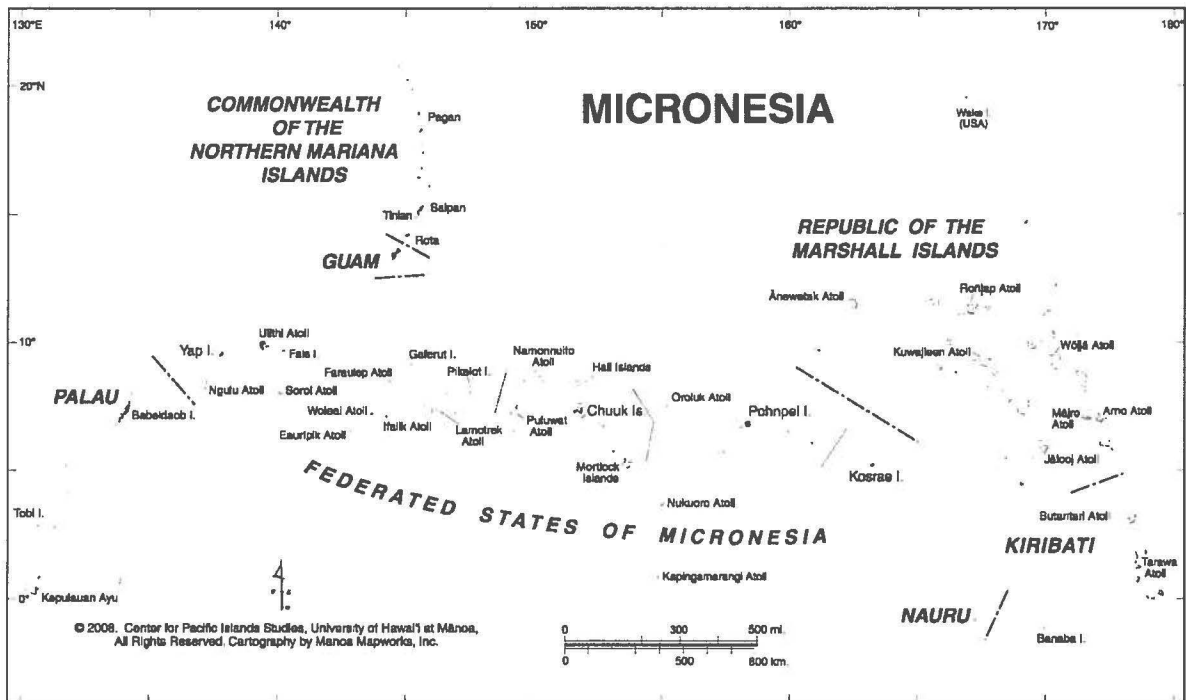 130°E
140°
150°
160°
170°
180°
20°N
10°
0°
MICRONESIA
COMMONWEALTH
OF THE
NORTHERN MARIANA
ISLANDS
Pagan
Wake I.
(USA)
Tinian
Saipan
Rota
GUAM
REPUBLIC OF THE
MARSHALL ISLANDS
Ānewetak Atoll
Ronlap Atoll
Ulithi Atoll
Yap I.
Fais I.
Gaferut I.
Namonnuito
Atoll
Hall Islands
Kuwajleen Atoll
Wōjjā Atoll
Faraulep Atoll
Pikelot I.
Ngulu Atoll
Sorol Atoll
Oroluk Atoll
PALAU
Babeldaob I.
Woleai Atoll
Ifalik Atoll
Lamotrek
Atoll
Puluwat
Atoll
Chuuk Is
Pohnpei I.
Mājro
Atoll
Arno Atoll
Eauripik Atoll
Mortlock
Islands
Kosrae I.
Jālooj Atoll
FEDERATED STATES OF MICRONESIA
Tobi I.
Nukuoro Atoll
Butaritari Atoll
KIRIBATI
Tarawa
Atoll
Kapingamarangi Atoll
Kepulauan Ayu
NAURU
Banaba I.
© 2008. Center for Pacific Islands Studies, University of Hawai'i at Mānoa,
All Rights Reserved. Cartography by Manoa Mapworks, Inc.
0 300 500 mi.
0 500 800 km.